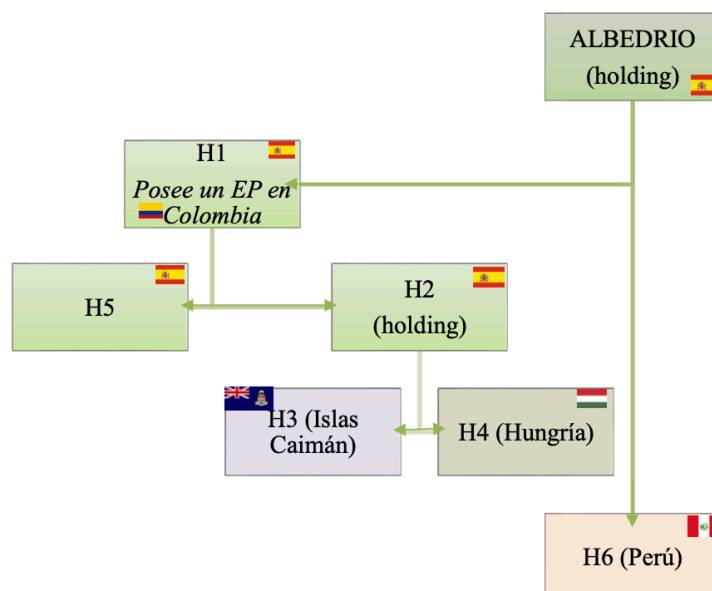 ALBEDRIO
(holding)
H1
Posee un EP en
Colombia
H5
H2
(holding)
H3 (Islas
Caimán)
H4 (Hungría)
H6 (Perú)